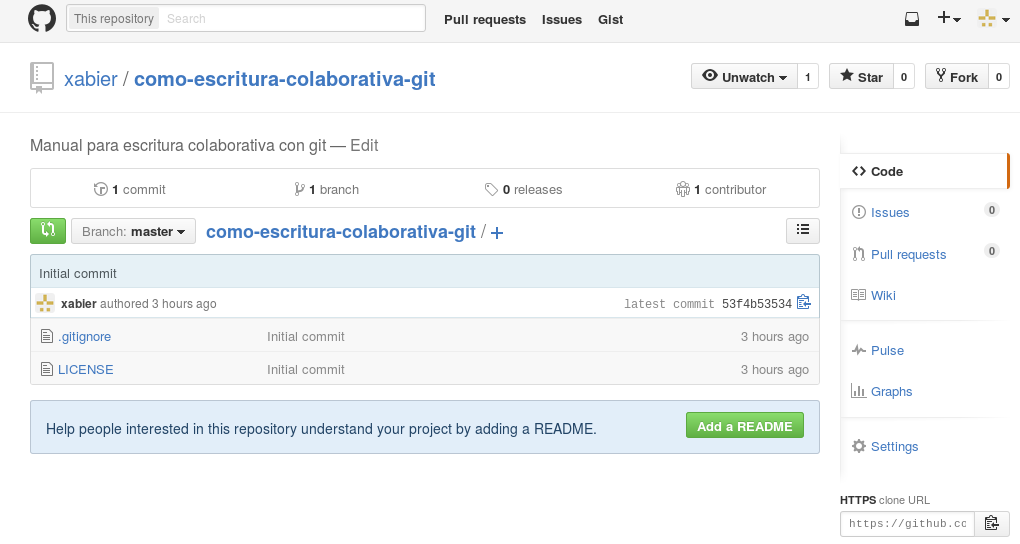 This repository Search Pull requests Issues Gist
xabier / como-escritura-colaborativa-git
Unwatch 1 Star 0 Fork 0
Manual para escritura colaborativa con git — Edit
1 commit 1 branch 0 releases 1 contributor
Branch: master como-escritura-colaborativa-git / +
Initial commit
xabier authored 3 hours ago latest commit 53f4b53534
.gitignore Initial commit 3 hours ago
LICENSE Initial commit 3 hours ago
Help people interested in this repository understand your project by adding a README. Add a README
Code
Issues 0
Pull requests 0
Wiki
Pulse
Graphs
Settings
HTTPS clone URL
https://github.cc